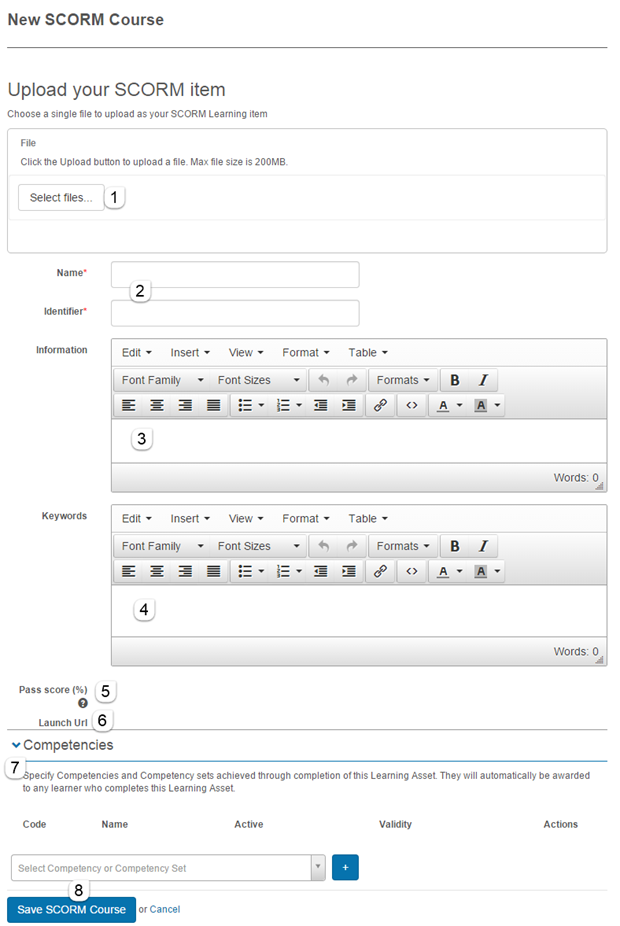 New SCORM Course
Upload your SCORM item
Choose a single file to upload as your SCORM Learning item
File
Click the Upload button to upload a file. Max file size is 200MB.
Select files... 1
Name*
2
Identifier*
Information
Edit Insert View Format Table
Font Family Font Sizes Formats B I
A A
3
Words: 0
Keywords
Edit Insert View Format Table
Font Family Font Sizes Formats B I
A A
4
Words: 0
Pass score (%) 5
?
Launch Url 6
Competencies
7
Specify Competencies and Competency sets achieved through completion of this Learning Asset. They will automatically be awarded
to any learner who completes this Learning Asset.
Code Name Active Validity Actions
Select Competency or Competency Set +
8
Save SCORM Course or Cancel